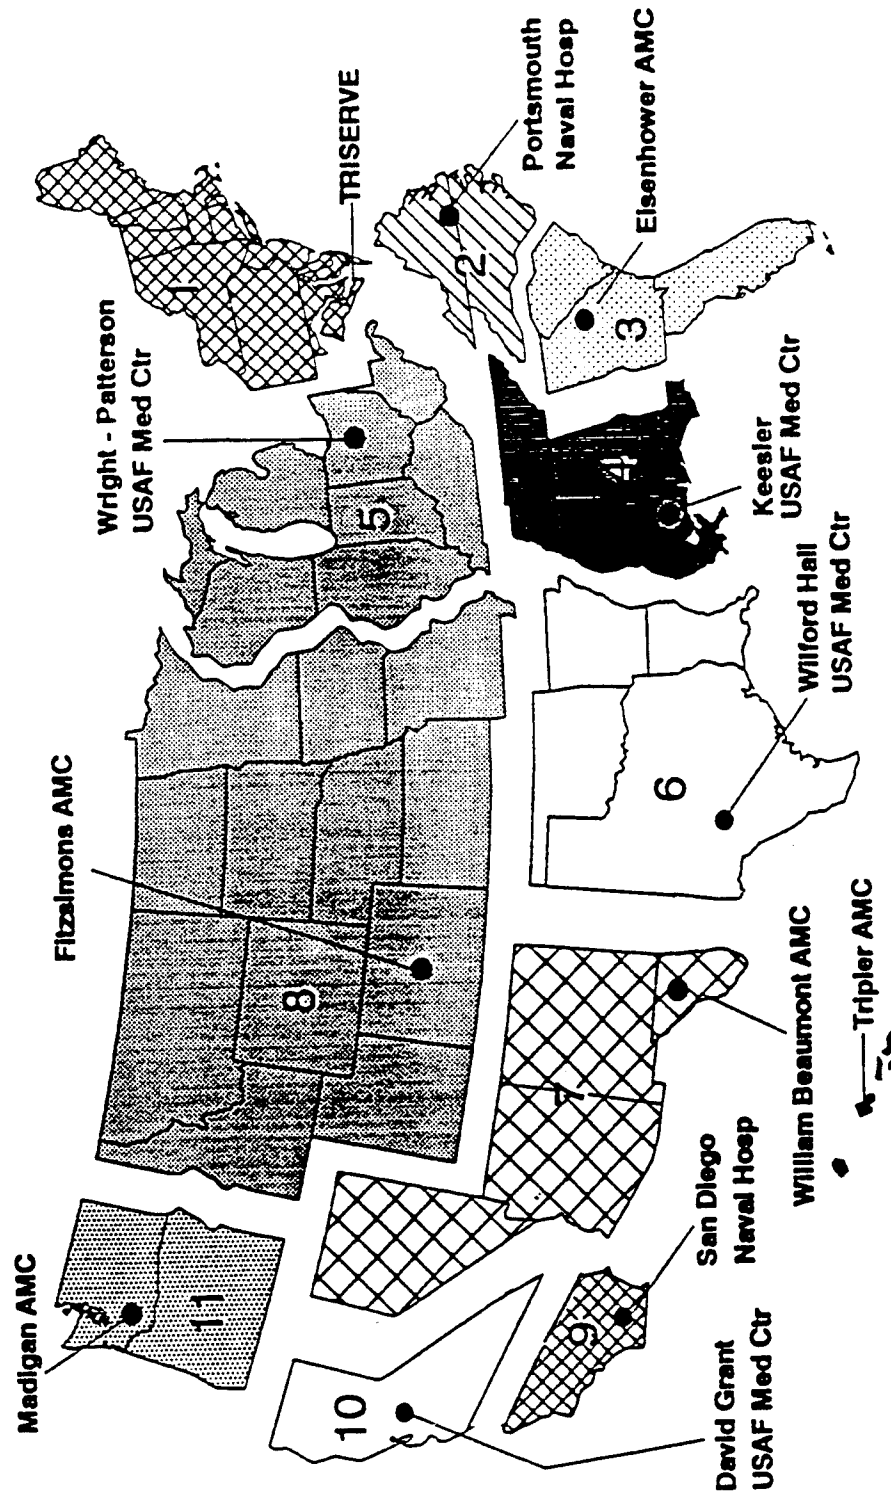 Madigan AMC
Fitzsimons AMC
Wright - Patterson
USAF Med Ctr
TRISERVE
Portsmouth
Naval Hosp
Eisenhower AMC
Keesler
USAF Med Ctr
Wilford Hall
USAF Med Ctr
William Beaumont AMC
Tripler AMC
San Diego
Naval Hosp
David Grant
USAF Med Ctr
1
2
3
4
5
6
7
8
9
10
11